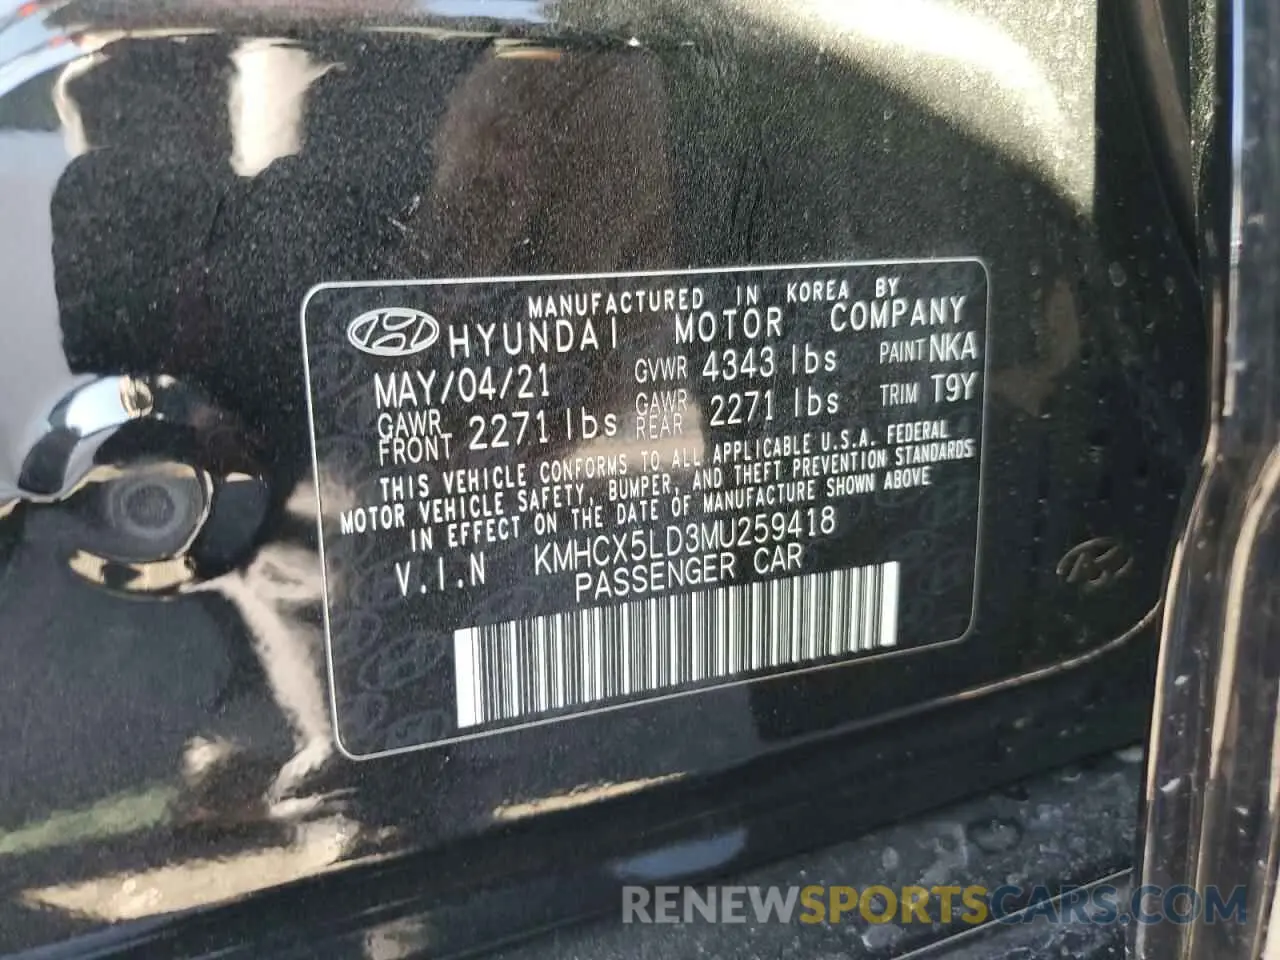 MANUFACTURED IN KOREA BY
HYUNDAI MOTOR COMPANY
MAY/04/21 GVWR 4343 lbs PAINT NKA
GAWR FRONT 2271 lbs GAWR REAR 2271 lbs TRIM T9Y
THIS VEHICLE CONFORMS TO ALL APPLICABLE U.S.A. FEDERAL
MOTOR VEHICLE SAFETY, BUMPER, AND THEFT PREVENTION STANDARDS
IN EFFECT ON THE DATE OF MANUFACTURE SHOWN ABOVE
V.I.N KMHCX5LD3MU259418
PASSENGER CAR
RENEWSPORTSCARS.COM